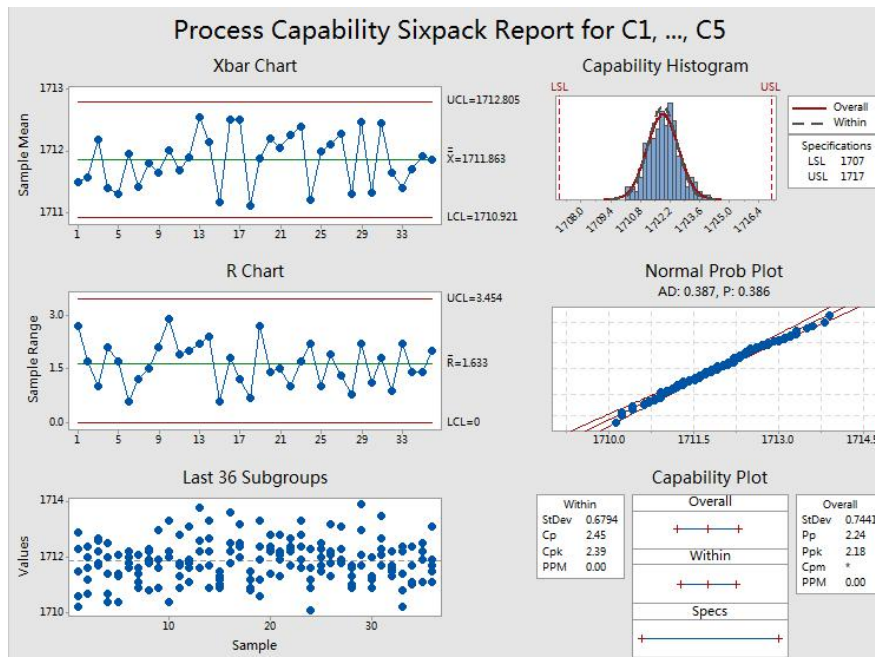 Process Capability Sixpack Report for C1, ..., C5
Xbar Chart
1713
1712
1711
Sample Mean
UCL=1712.805
X̿=1711.863
LCL=1710.921
1 5 9 13 17 21 25 29 33
Capability Histogram
LSL USL
Overall
Within
Specifications
LSL 1707
USL 1717
1708.0 1709.4 1710.8 1712.2 1713.6 1715.0 1716.4
R Chart
3.0
1.5
0.0
Sample Range
UCL=3.454
R̅=1.633
LCL=0
1 5 9 13 17 21 25 29 33
Normal Prob Plot
AD: 0.387, P: 0.386
1710.0 1711.5 1713.0 1714.5
Last 36 Subgroups
1714
1712
1710
Values
10 20 30
Sample
Capability Plot
Within
StDev 0.6794
Cp 2.45
Cpk 2.39
PPM 0.00
Overall
Within
Specs
Overall
StDev 0.7441
Pp 2.24
Ppk 2.18
Cpm *
PPM 0.00